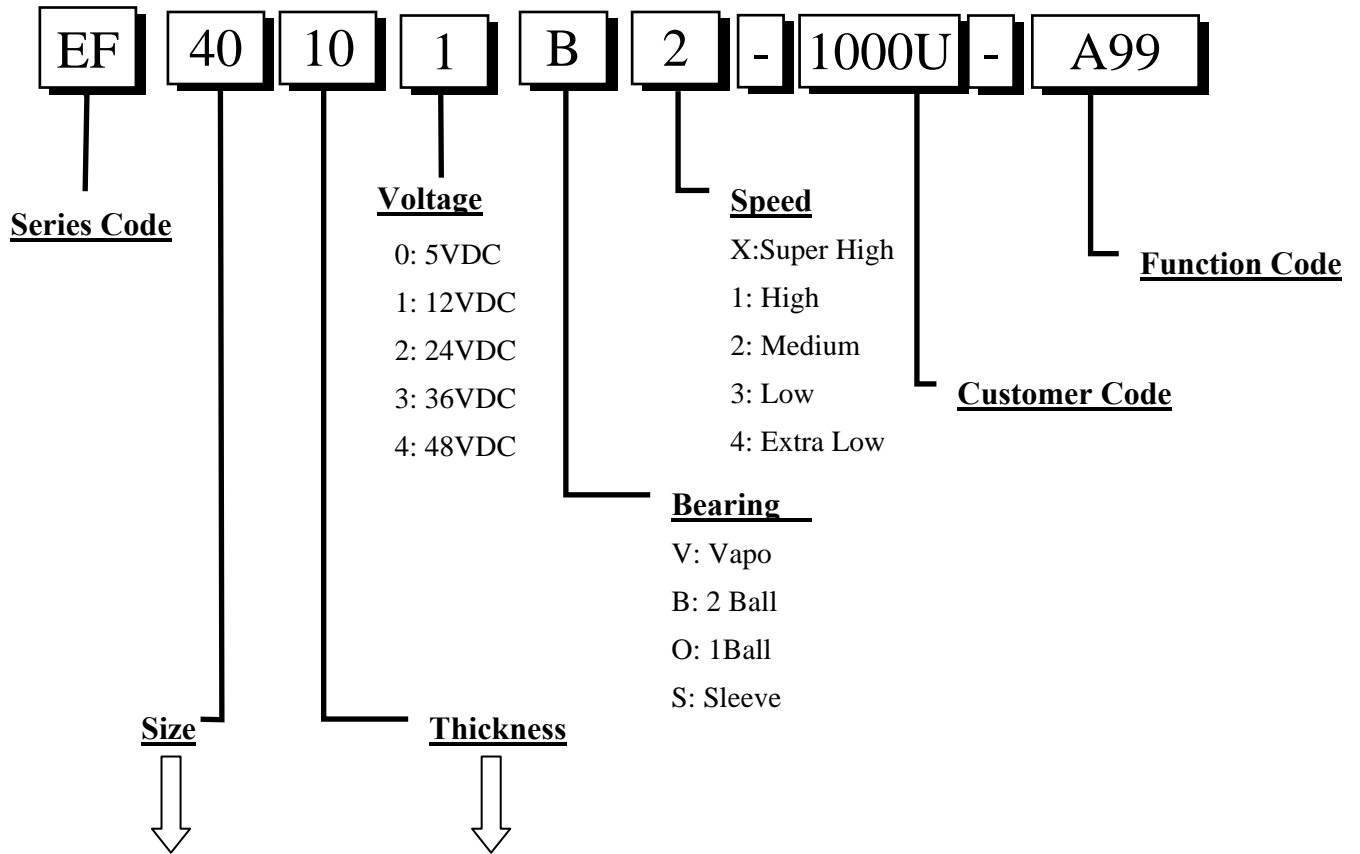 EF 40 10 1 B 2 - 1000U - A99
Series Code
Voltage
0: 5VDC
1: 12VDC
2: 24VDC
3: 36VDC
4: 48VDC
Speed
X:Super High
1: High
2: Medium
3: Low
4: Extra Low
Function Code
Customer Code
Bearing
V: Vapo
B: 2 Ball
O: 1Ball
S: Sleeve
Size
Thickness